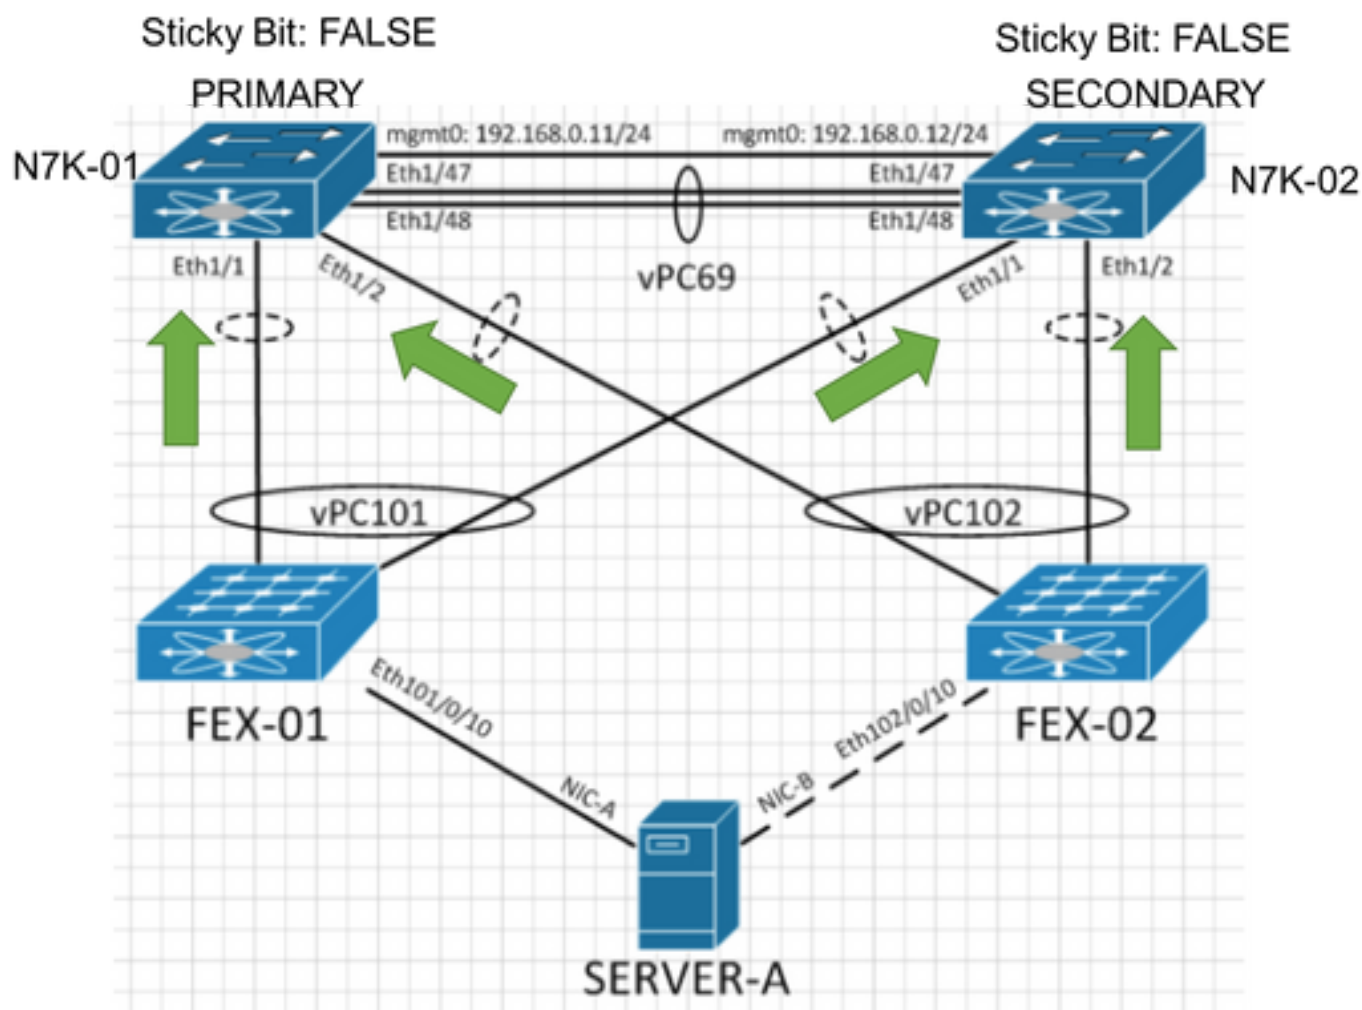 Sticky Bit: FALSE
Sticky Bit: FALSE
PRIMARY
SECONDARY
mgmt0: 192.168.0.11/24
mgmt0: 192.168.0.12/24
N7K-01
Eth1/47
Eth1/47
N7K-02
Eth1/48
Eth1/48
vPC69
Eth1/1
Eth1/2
Eth1/1
Eth1/2
vPC101
vPC102
FEX-01
Eth101/0/10
Eth102/0/10
FEX-02
NIC-A
NIC-B
SERVER-A